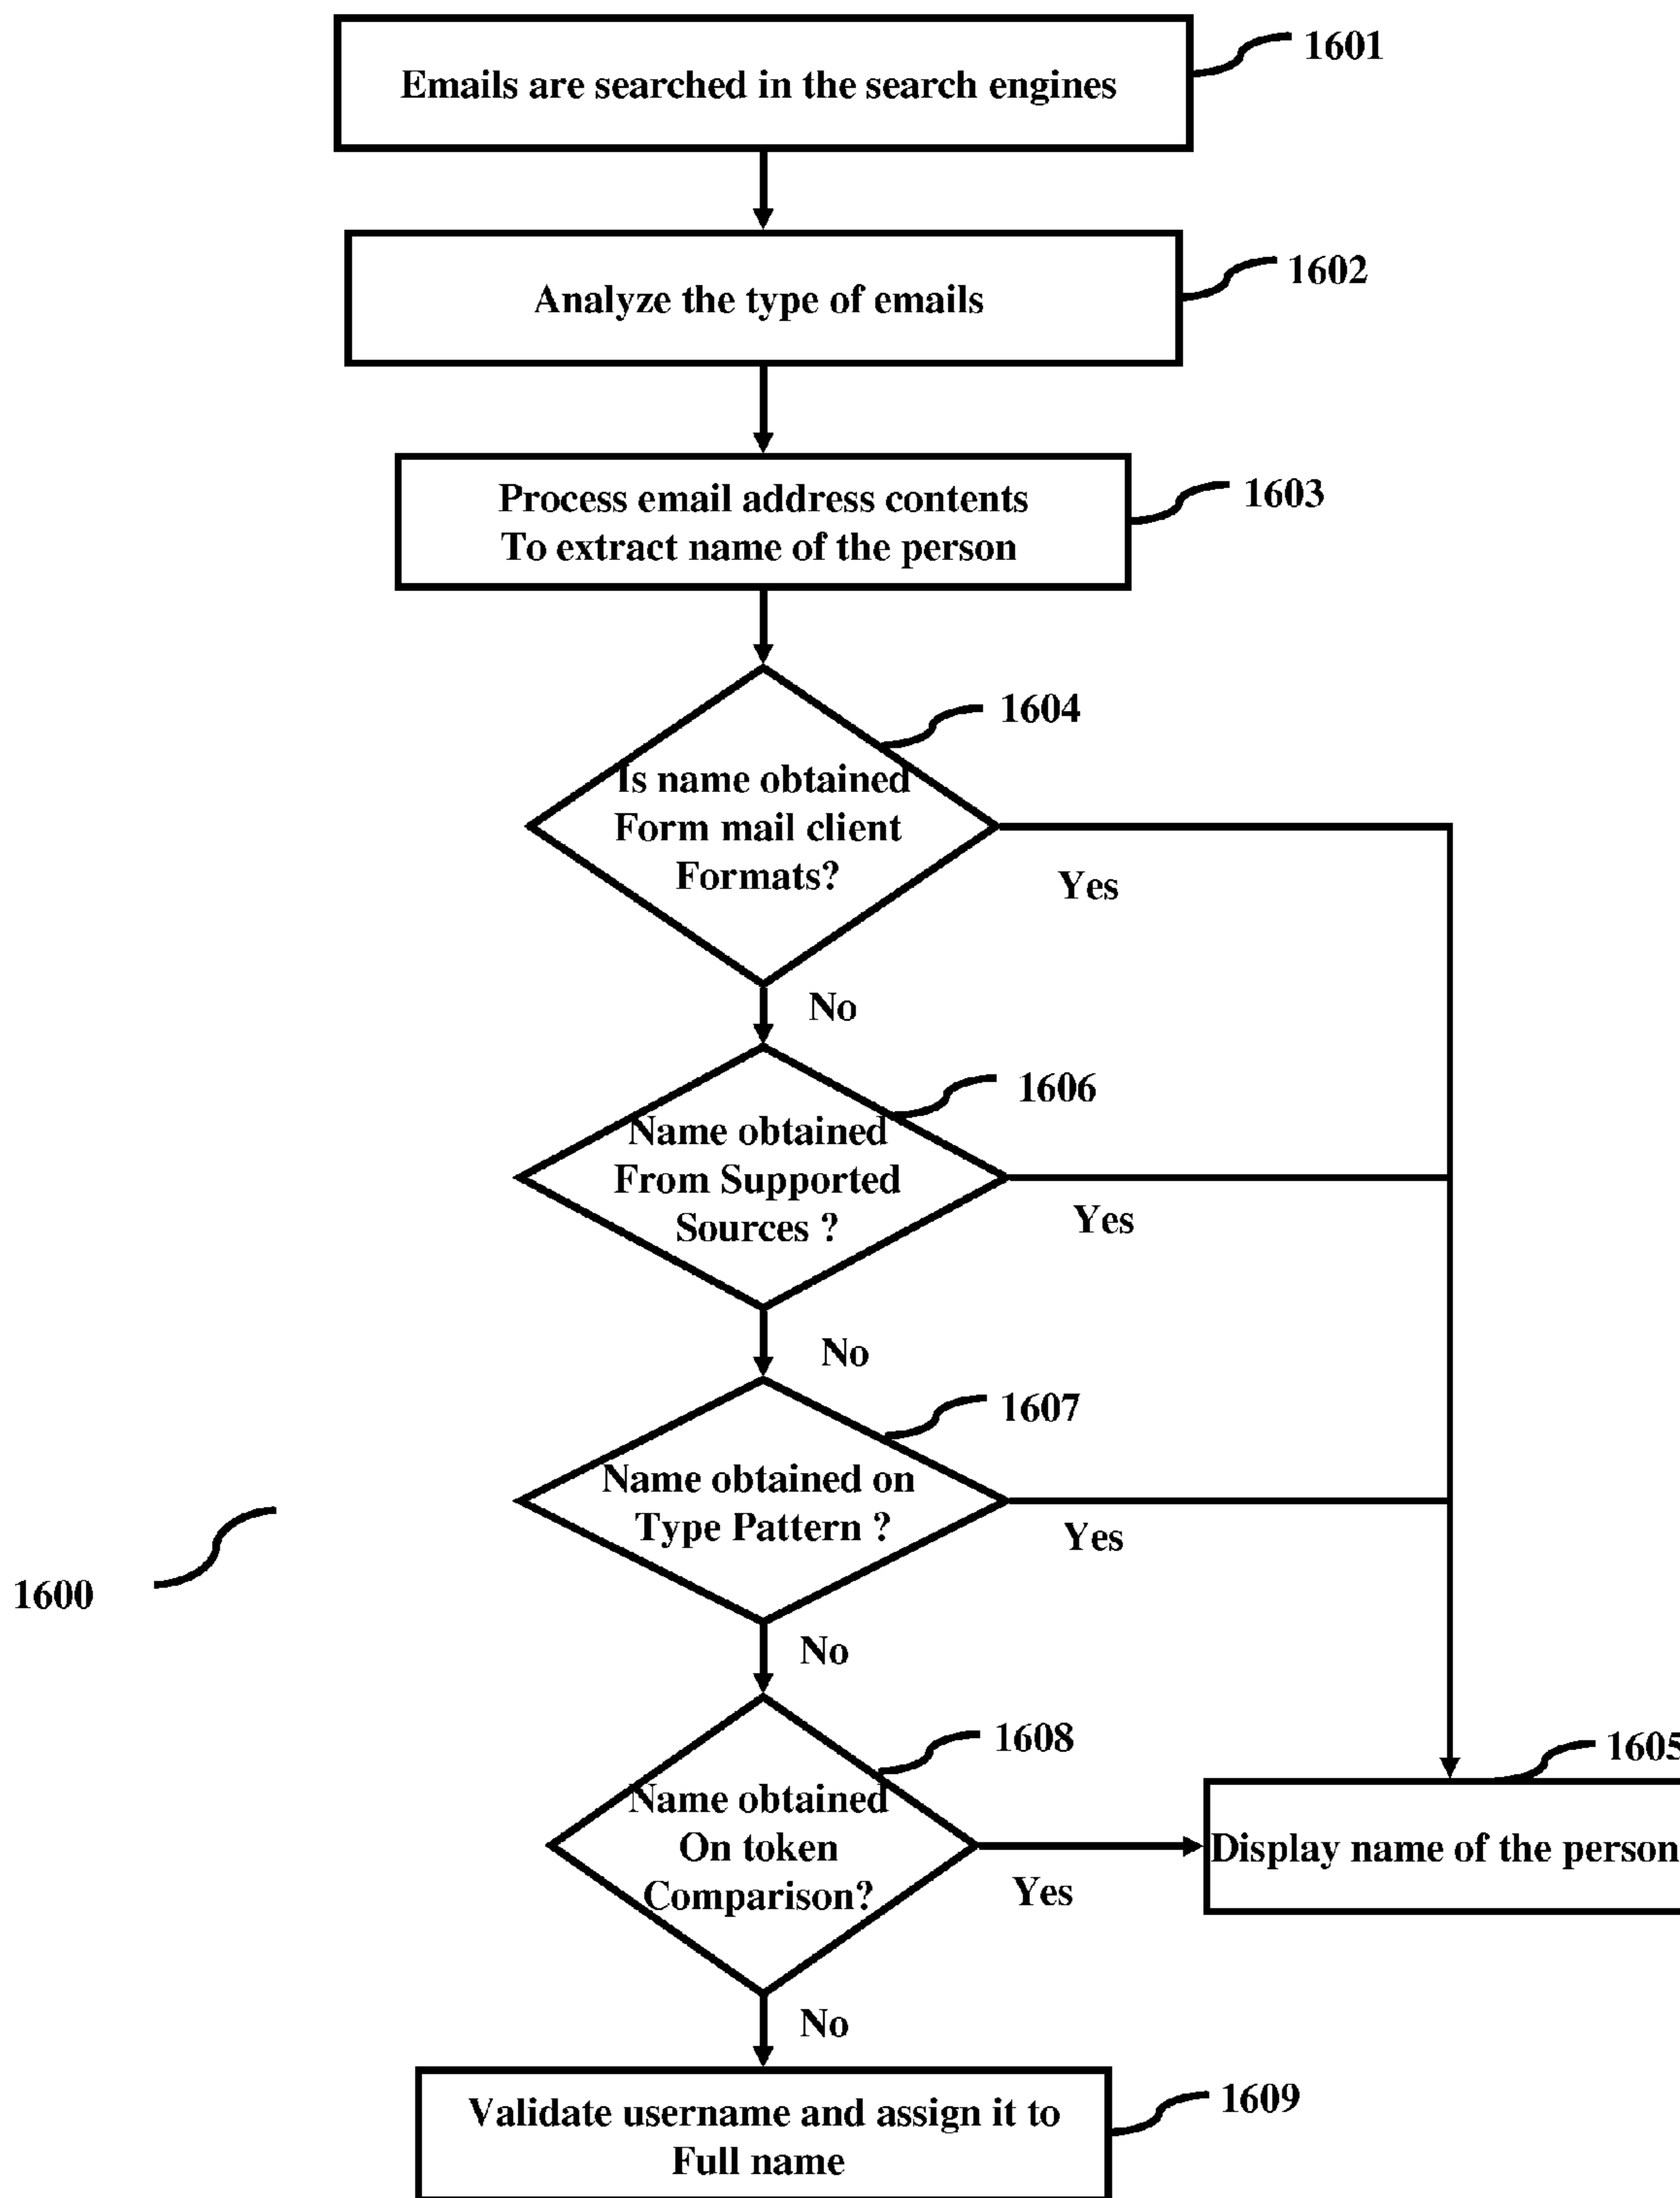 1601
Emails are searched in the search engines
1602
Analyze the type of emails
1603
Process email address contents
To extract name of the person
1604
Is name obtained
Form mail client
Formats?
Yes
No
1606
Name obtained
From Supported
Sources ?
Yes
No
1607
Name obtained on
Type Pattern ?
Yes
1600
No
1608
Name obtained
On token
Comparison?
Yes
1605
Display name of the person
No
1609
Validate username and assign it to
Full name